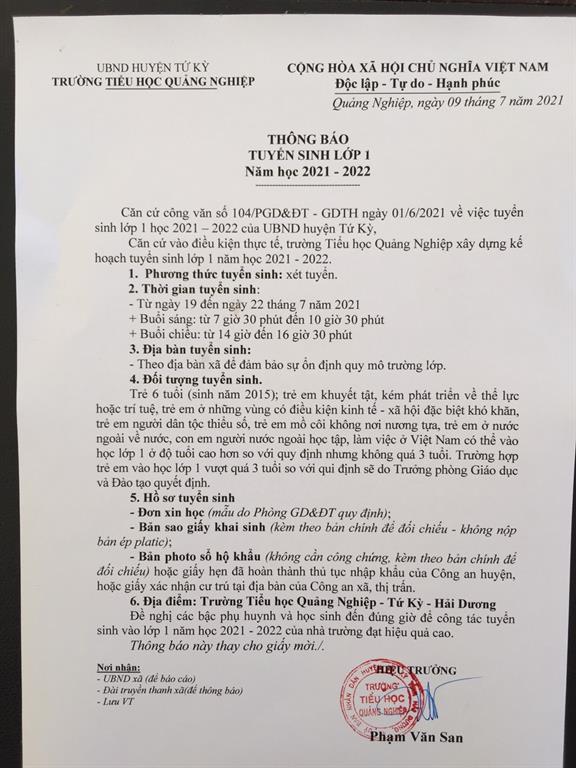 UBND HUYỆN TỨ KỲ
TRƯỜNG TIỂU HỌC QUẢNG NGHIỆP
CỘNG HÒA XÃ HỘI CHỦ NGHĨA VIỆT NAM
Độc lập - Tự do - Hạnh phúc
Quảng Nghiệp, ngày 09 tháng 7 năm 2021
THÔNG BÁO
TUYỂN SINH LỚP 1
Năm học 2021 - 2022
Căn cứ công văn số 104/PGD&ĐT - GDTH ngày 01/6/2021 về việc tuyển
sinh lớp 1 học 2021 – 2022 của UBND huyện Tứ Kỳ,
Căn cứ vào điều kiện thực tế, trường Tiểu học Quảng Nghiệp xây dựng kế
hoạch tuyển sinh lớp 1 năm học 2021 - 2022.
1. Phương thức tuyển sinh: xét tuyển.
2. Thời gian tuyển sinh:
- Từ ngày 19 đến ngày 22 tháng 7 năm 2021
+ Buổi sáng: từ 7 giờ 30 phút đến 10 giờ 30 phút
+ Buổi chiều: từ 14 giờ đến 16 giờ 30 phút
3. Địa bàn tuyển sinh:
- Theo địa bàn xã để đảm bảo sự ổn định quy mô trường lớp.
4. Đối tượng tuyển sinh.
Trẻ 6 tuổi (sinh năm 2015); trẻ em khuyết tật, kém phát triển về thể lực
hoặc trí tuệ, trẻ em ở những vùng có điều kiện kinh tế - xã hội đặc biệt khó khăn,
trẻ em người dân tộc thiểu số, trẻ em mồ côi không nơi nương tựa, trẻ em ở nước
ngoài về nước, con em người nước ngoài học tập, làm việc ở Việt Nam có thể vào
học lớp 1 ở độ tuổi cao hơn so với quy định nhưng không quá 3 tuổi. Trường hợp
trẻ em vào học lớp 1 vượt quá 3 tuổi so với qui định sẽ do Trưởng phòng Giáo dục
và Đào tạo quyết định.
5. Hồ sơ tuyển sinh
- Đơn xin học (mẫu do Phòng GD&ĐT quy định);
- Bản sao giấy khai sinh (kèm theo bản chính để đối chiếu - không nộp
bản ép platic);
- Bản photo sổ hộ khẩu (không cần công chứng, kèm theo bản chính để
đối chiếu) hoặc giấy hẹn đã hoàn thành thủ tục nhập khẩu của Công an huyện,
hoặc giấy xác nhận cư trú tại địa bàn của Công an xã, thị trấn.
6. Địa điểm: Trường Tiểu học Quảng Nghiệp - Tứ Kỳ - Hải Dương
Đề nghị các bậc phụ huynh và học sinh đến đúng giờ để công tác tuyển
sinh vào lớp 1 năm học 2021 - 2022 của nhà trường đạt hiệu quả cao.
Thông báo này thay cho giấy mời./.
Nơi nhận:
- UBND xã (để báo cáo)
- Đài truyền thanh xã(để thông báo)
- Lưu VT
HIỆU TRƯỞNG
TRƯỜNG
TIỂU HỌC
QUẢNG NGHIỆP
Phạm Văn San